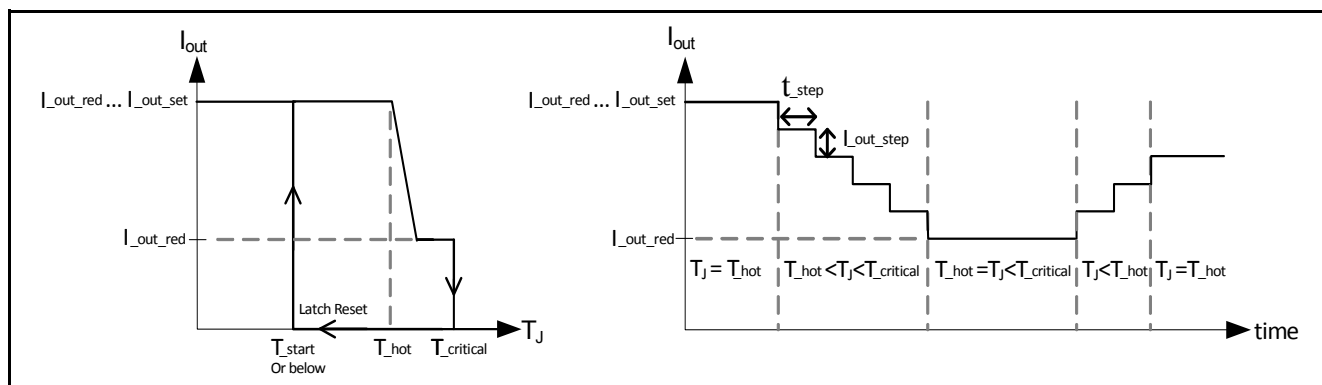 I_out
I_out_red ... I_out_set
I_out_red
Latch Reset
T_J
T_start
Or below
T_hot
T_critical
I_out
I_out_red ... I_out_set
t_step
I_out_step
I_out_red
T_J = T_hot
T_hot <T_J<T_critical
T_hot =T_J<T_critical
T_J<T_hot
T_J = T_hot
time